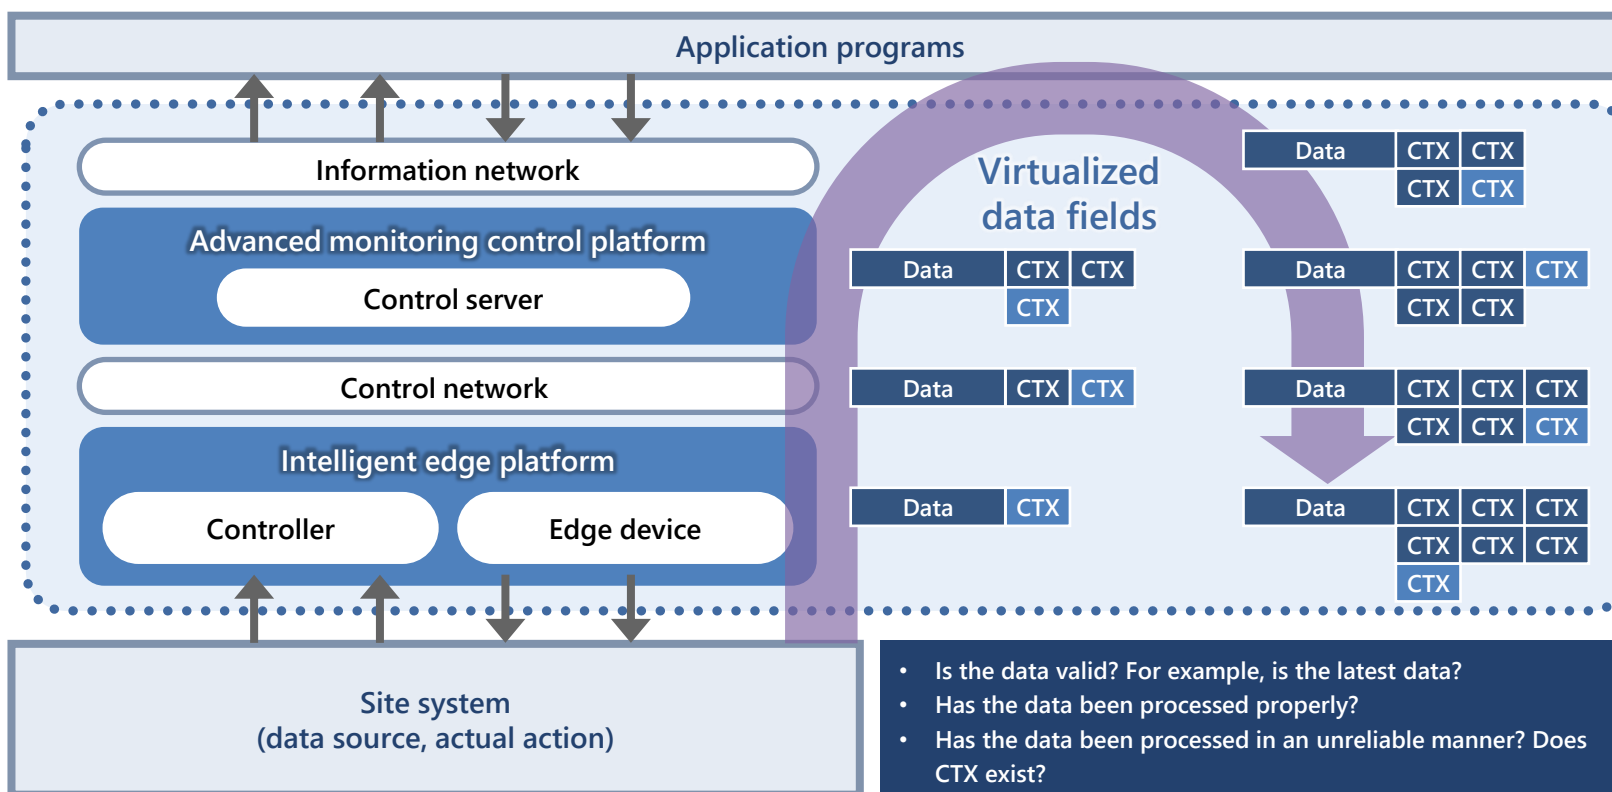 Application programs
Information network
Advanced monitoring control platform
Control server
Control network
Intelligent edge platform
Controller
Edge device
Site system
(data source, actual action)
Virtualized
data fields
Data CTX CTX
CTX
Data CTX CTX
Data CTX
Data CTX CTX
CTX CTX
Data CTX CTX CTX
CTX CTX
Data CTX CTX CTX
CTX CTX CTX
Data CTX CTX CTX
CTX CTX CTX
CTX
• Is the data valid? For example, is the latest data?
• Has the data been processed properly?
• Has the data been processed in an unreliable manner? Does
CTX exist?